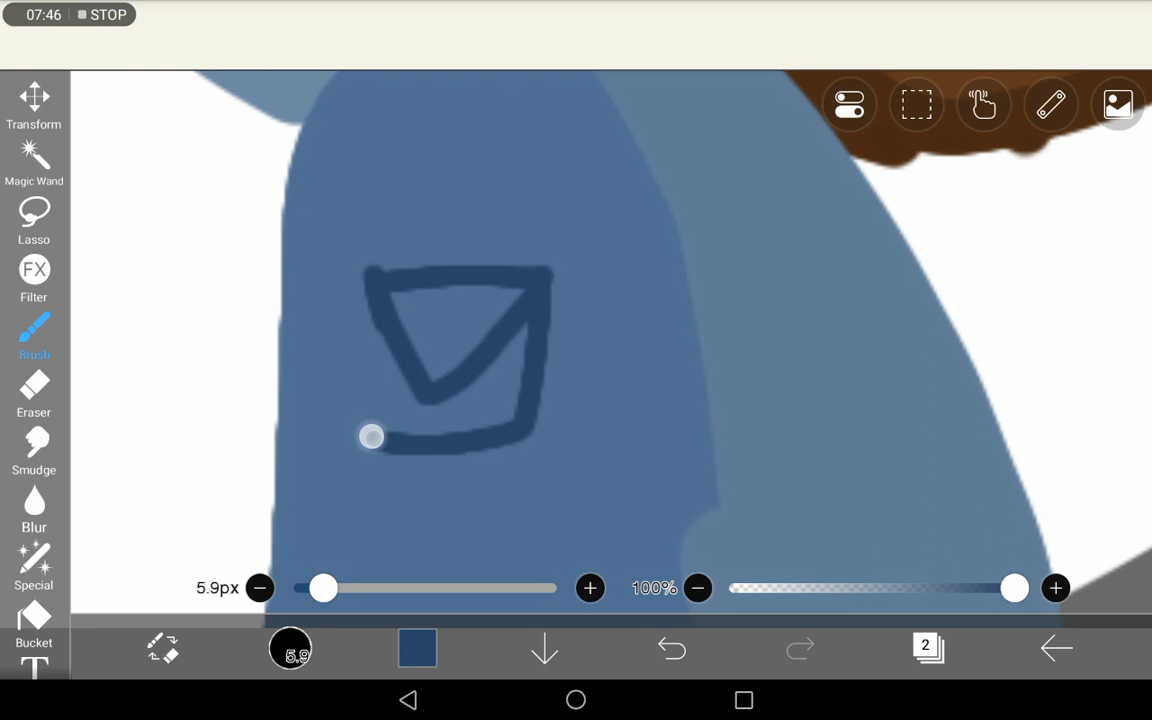 07:46 STOP
Transform
Magic Wand
Lasso
FX
Filter
Brush
Eraser
Smudge
Blur
Special
Bucket
T
5.9px
100%
5.9
2